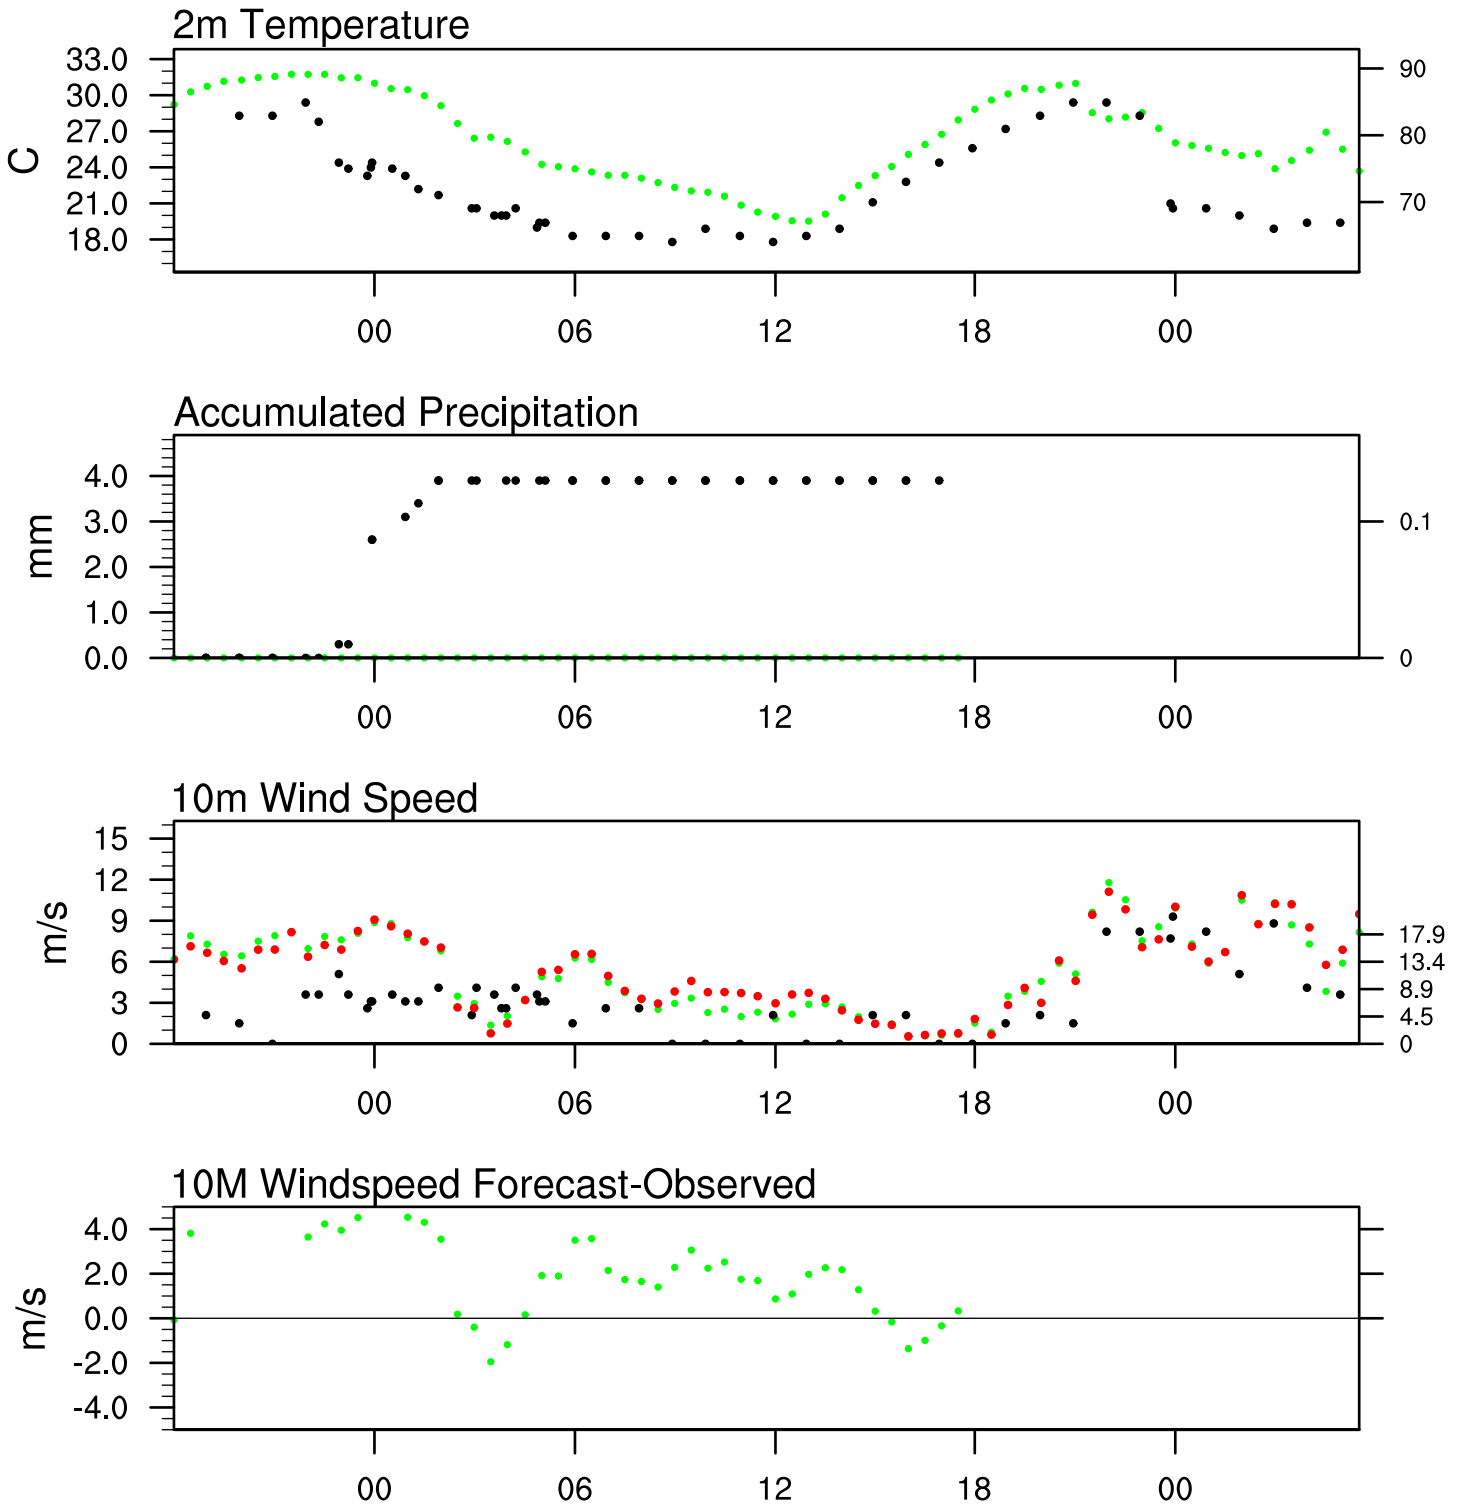 2m Temperature
33.0
30.0
27.0
24.0
21.0
18.0
C
90
80
70
00 06 12 18 00
Accumulated Precipitation
4.0
3.0
2.0
1.0
0.0
mm
0.1
0
00 06 12 18 00
10m Wind Speed
15
12
9
6
3
0
m/s
17.9
13.4
8.9
4.5
0
00 06 12 18 00
10M Windspeed Forecast-Observed
4.0
2.0
0.0
-2.0
-4.0
m/s
00 06 12 18 00